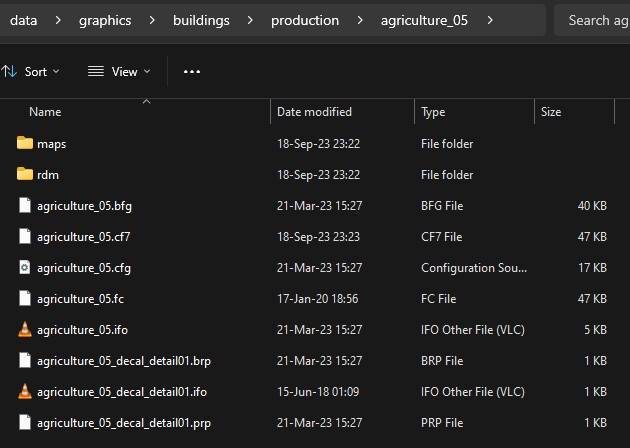 data > graphics > buildings > production > agriculture_05 > Search ag
Sort View ...
Name Date modified Type Size
maps 18-Sep-23 23:22 File folder
rdm 18-Sep-23 23:22 File folder
agriculture_05.bfg 21-Mar-23 15:27 BFG File 40 KB
agriculture_05.cf7 18-Sep-23 23:23 CF7 File 47 KB
agriculture_05.cfg 21-Mar-23 15:27 Configuration Sou... 17 KB
agriculture_05.fc 17-Jan-20 18:56 FC File 47 KB
agriculture_05.ifo 21-Mar-23 15:27 IFO Other File (VLC) 5 KB
agriculture_05_decal_detail01.brp 21-Mar-23 15:27 BRP File 1 KB
agriculture_05_decal_detail01.ifo 15-Jun-18 01:09 IFO Other File (VLC) 1 KB
agriculture_05_decal_detail01.prp 21-Mar-23 15:27 PRP File 1 KB